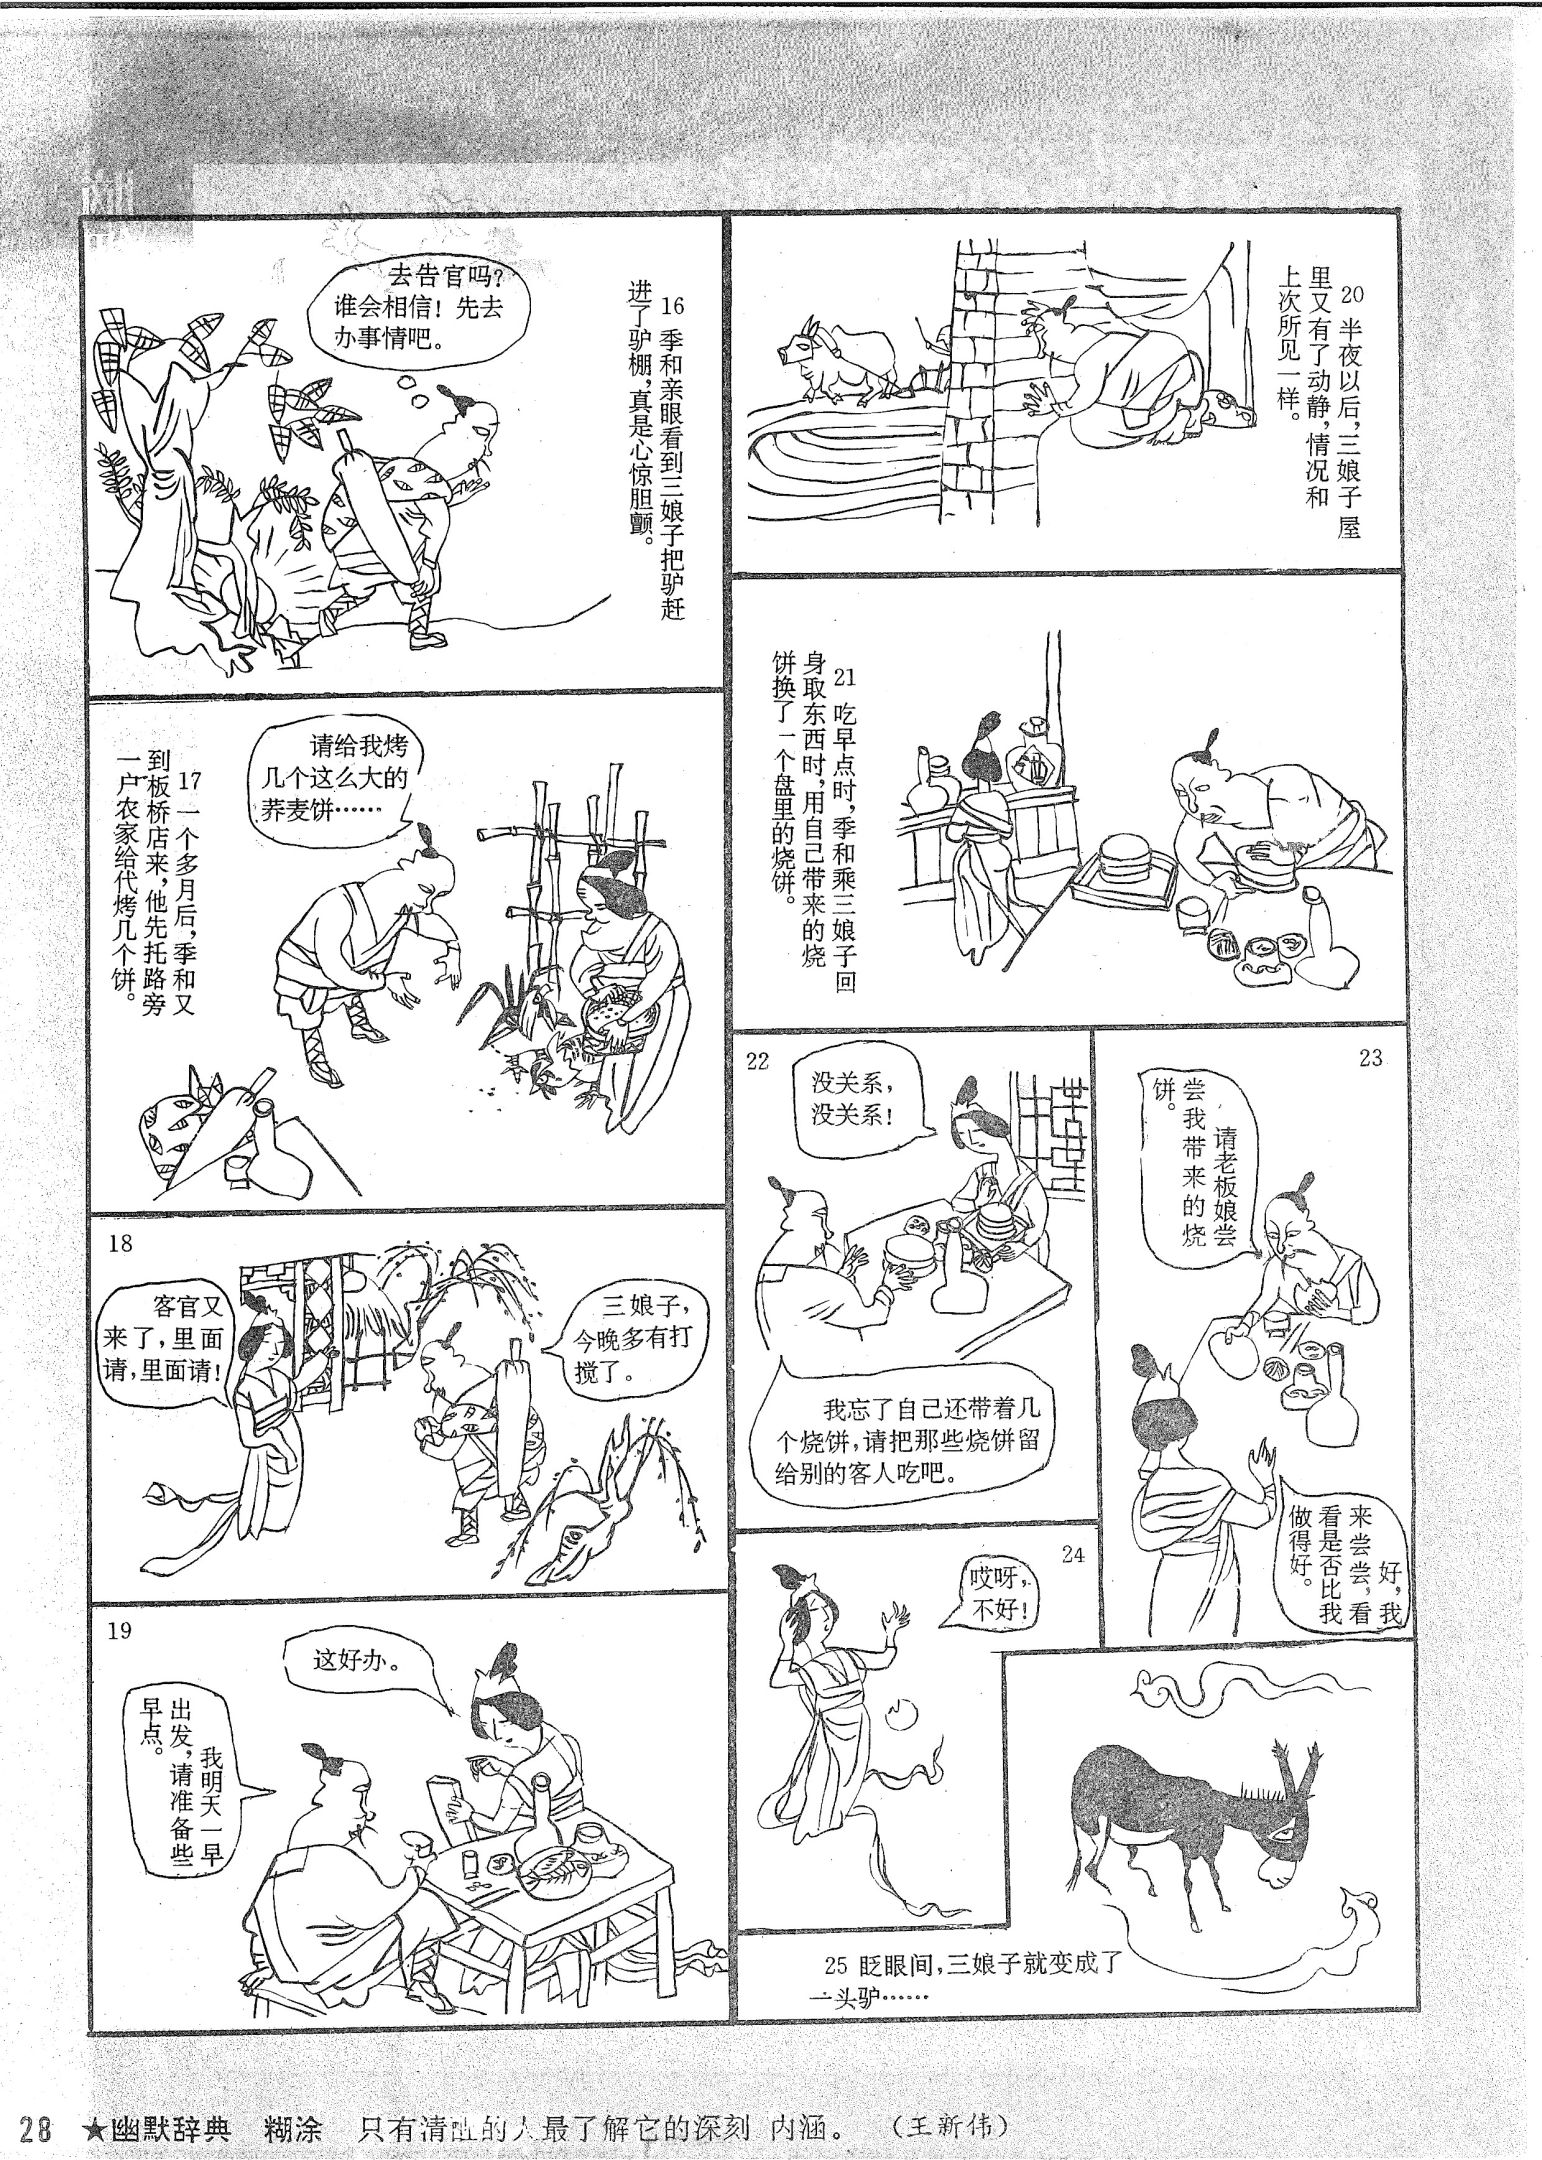 去告官吗?
谁会相信! 先去
办事情吧。
16 季和亲眼看到三娘子把驴赶
进了驴棚,真是心惊胆颤。
请给我烤
几个这么大的
荞麦饼……
17 一个多月后,季和又
到板桥店来,他先托路旁
一户农家给代烤几个饼。
18
客官又
来了,里面
请,里面请!
三娘子,
今晚多有打
搅了。
19
这好办。
我明天一早
出发,请准备些
早点。
20 半夜以后,三娘子屋
里又有了动静,情况和
上次所见一样。
21 吃早点时,季和乘三娘子回
身取东西时,用自己带来的烧
饼换了一个盘里的烧饼。
酒
22
没关系,
没关系!
我忘了自己还带着几
个烧饼,请把那些烧饼留
给别的客人吃吧。
23
请老板娘尝
尝我带来的烧
饼。
好,我
来尝尝,看
看是否比我
做得好。
24
哎呀,
不好!
25 眨眼间,三娘子就变成了
一头驴……
28 ★幽默辞典 糊涂 只有清 的人最了解它的深刻 内涵。 (王新伟)